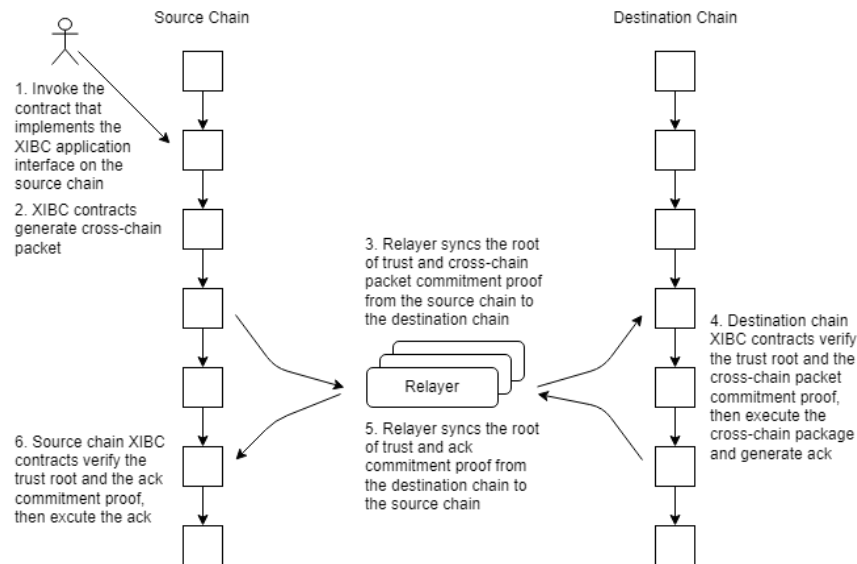 Source Chain
Destination Chain
1. Invoke the
contract that
implements the
XIBC application
interface on the
source chain
2. XIBC contracts
generate cross-chain
packet
3. Relayer syncs the root
of trust and cross-chain
packet commitment proof
from the source chain to
the destination chain
4. Destination chain
XIBC contracts verify
the trust root and the
cross-chain packet
commitment proof,
then execute the
cross-chain package
and generate ack
Relayer
5. Relayer syncs the root
of trust and ack
commitment proof from
the destination chain to
the source chain
6. Source chain XIBC
contracts verify the
trust root and the ack
commitment proof,
then excute the ack